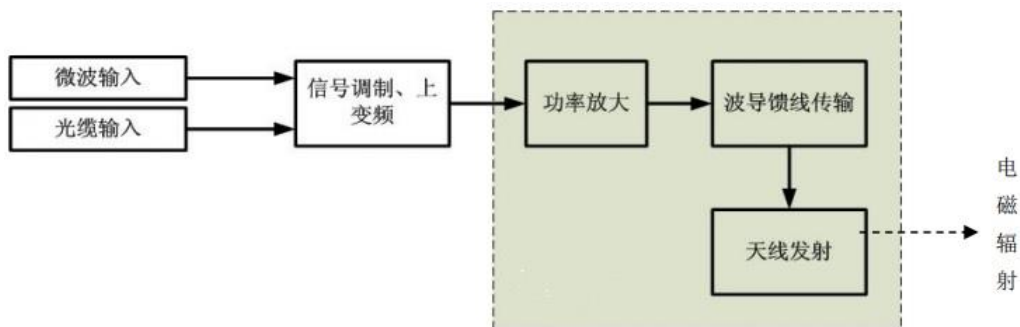 微波输入
光缆输入
信号调制、上
变频
功率放大
波导馈线传输
天线发射
电
磁
辐
射